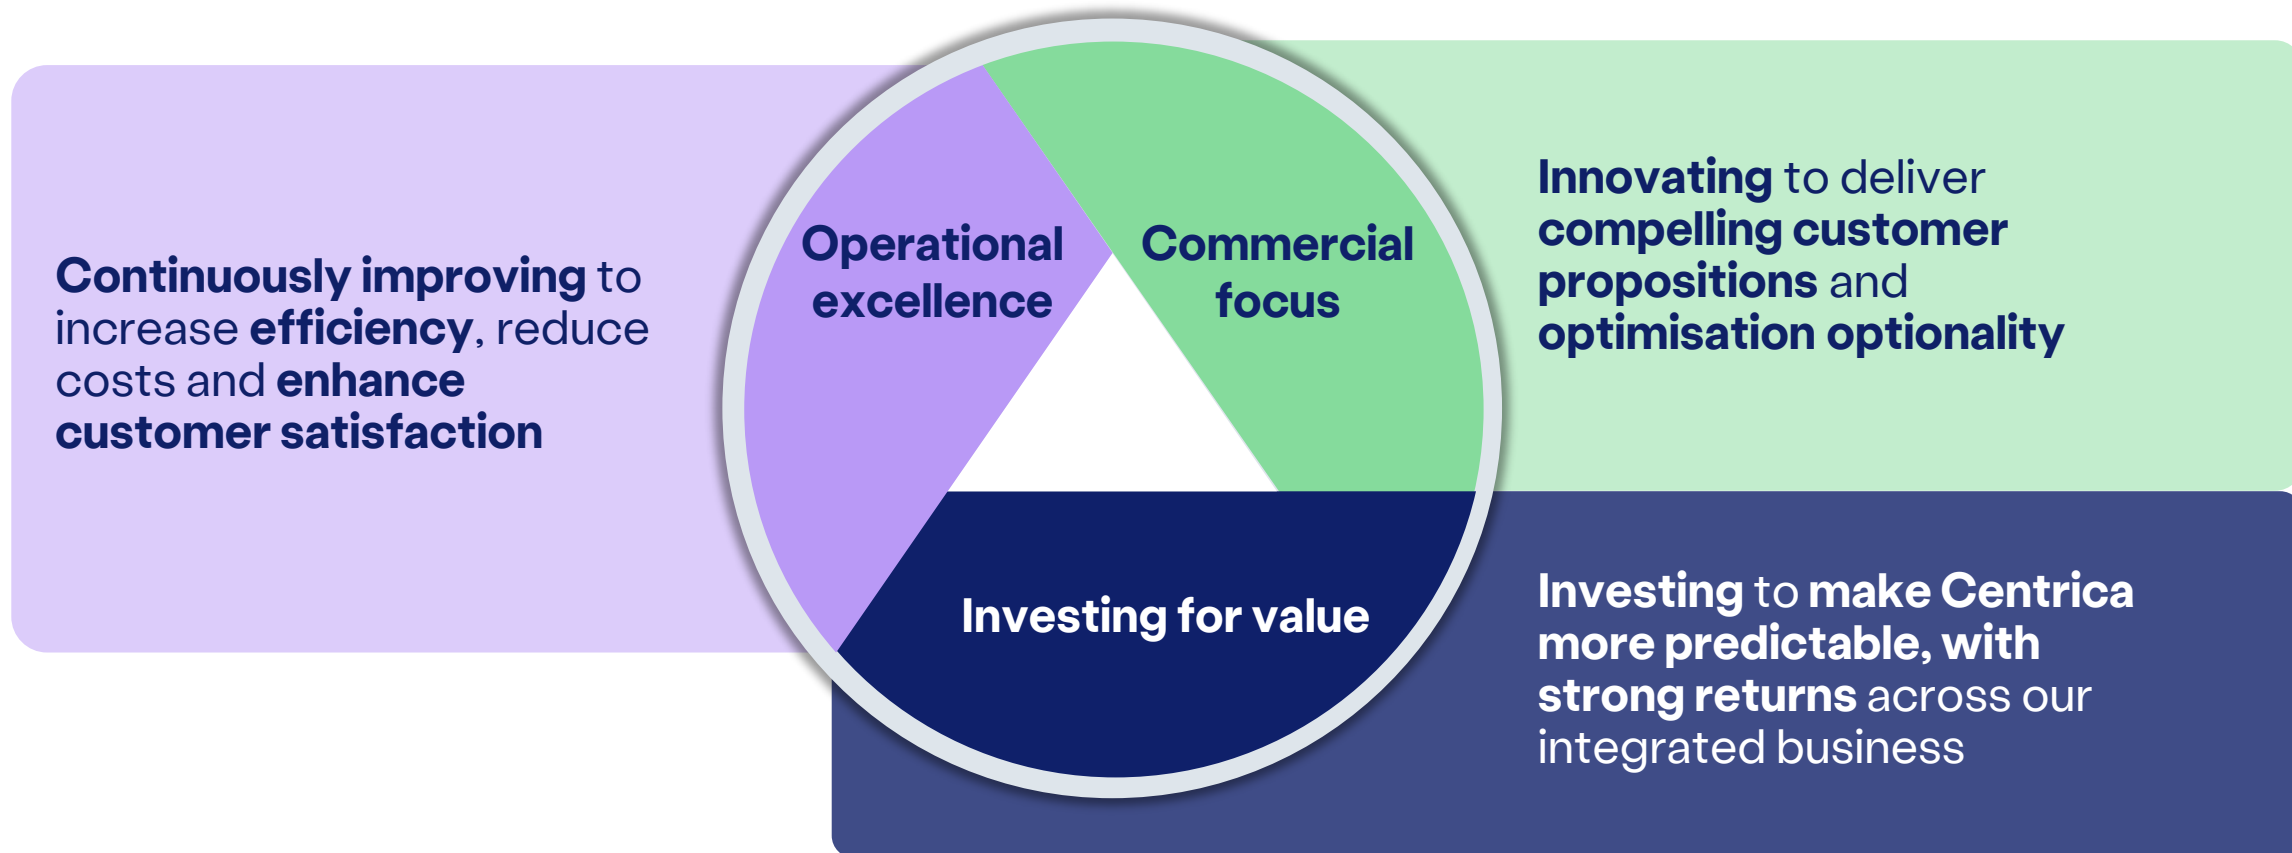 Continuously improving to
increase efficiency, reduce
costs and enhance
customer satisfaction
Operational
excellence
Commercial
focus
Investing for value
Innovating to deliver
compelling customer
propositions and
optimisation optionality
Investing to make Centrica
more predictable, with
strong returns across our
integrated business